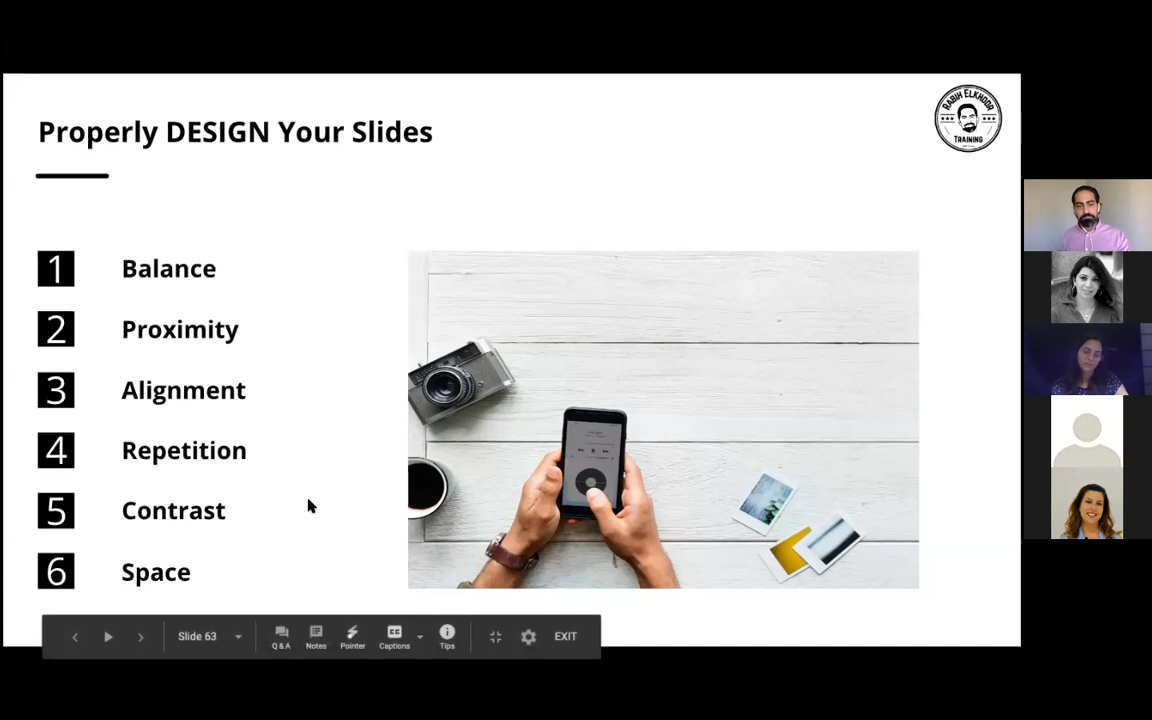 Properly DESIGN Your Slides
RABIH ELKHOOR
TRAINING
1 Balance
2 Proximity
3 Alignment
4 Repetition
5 Contrast
6 Space
Slide 63
Q & A
Notes
Pointer
Captions
Tips
EXIT